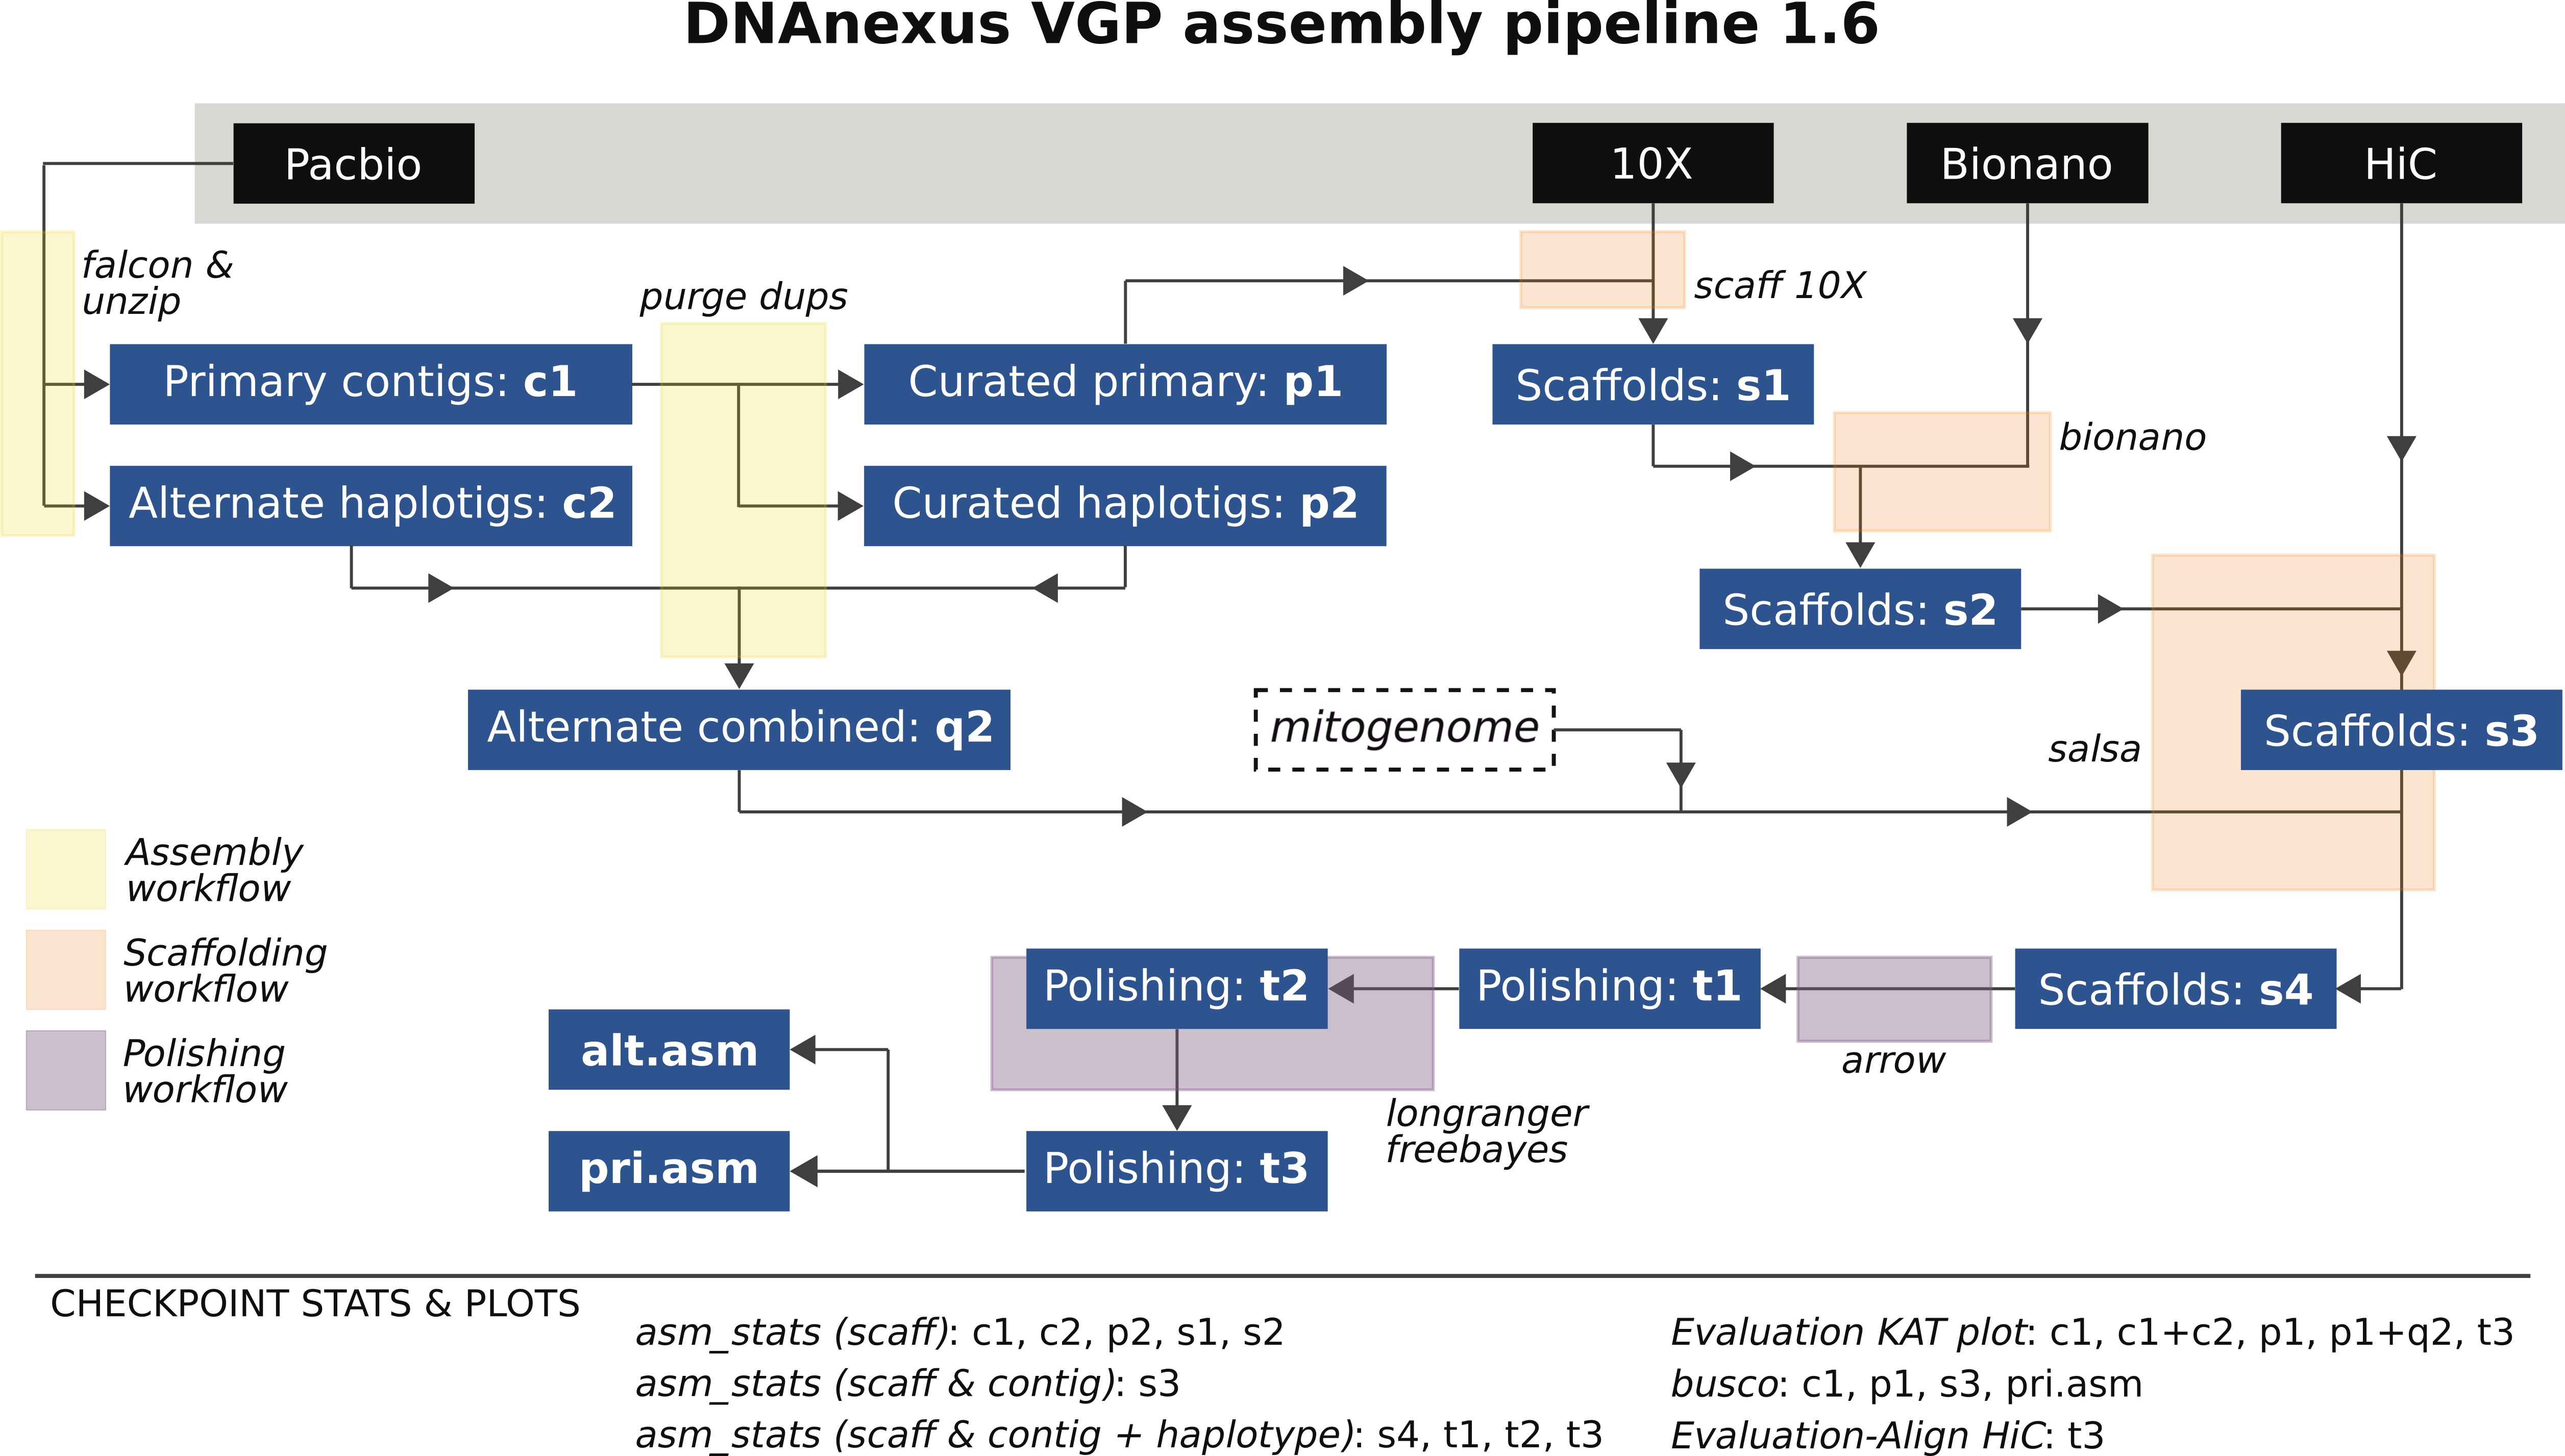 DNAnexus VGP assembly pipeline 1.6
Pacbio
10X
Bionano
HiC
falcon &
unzip
purge dups
scaff 10X
Primary contigs: c1
Curated primary: p1
Scaffolds: s1
bionano
Alternate haplotigs: c2
Curated haplotigs: p2
Scaffolds: s2
Alternate combined: q2
mitogenome
salsa
Scaffolds: s3
Assembly
workflow
Scaffolding
workflow
Polishing
workflow
Polishing: t2
Polishing: t1
Scaffolds: s4
arrow
alt.asm
longranger
freebayes
pri.asm
Polishing: t3
CHECKPOINT STATS & PLOTS
asm_stats (scaff): c1, c2, p2, s1, s2
asm_stats (scaff & contig): s3
asm_stats (scaff & contig + haplotype): s4, t1, t2, t3
Evaluation KAT plot: c1, c1+c2, p1, p1+q2, t3
busco: c1, p1, s3, pri.asm
Evaluation-Align HiC: t3